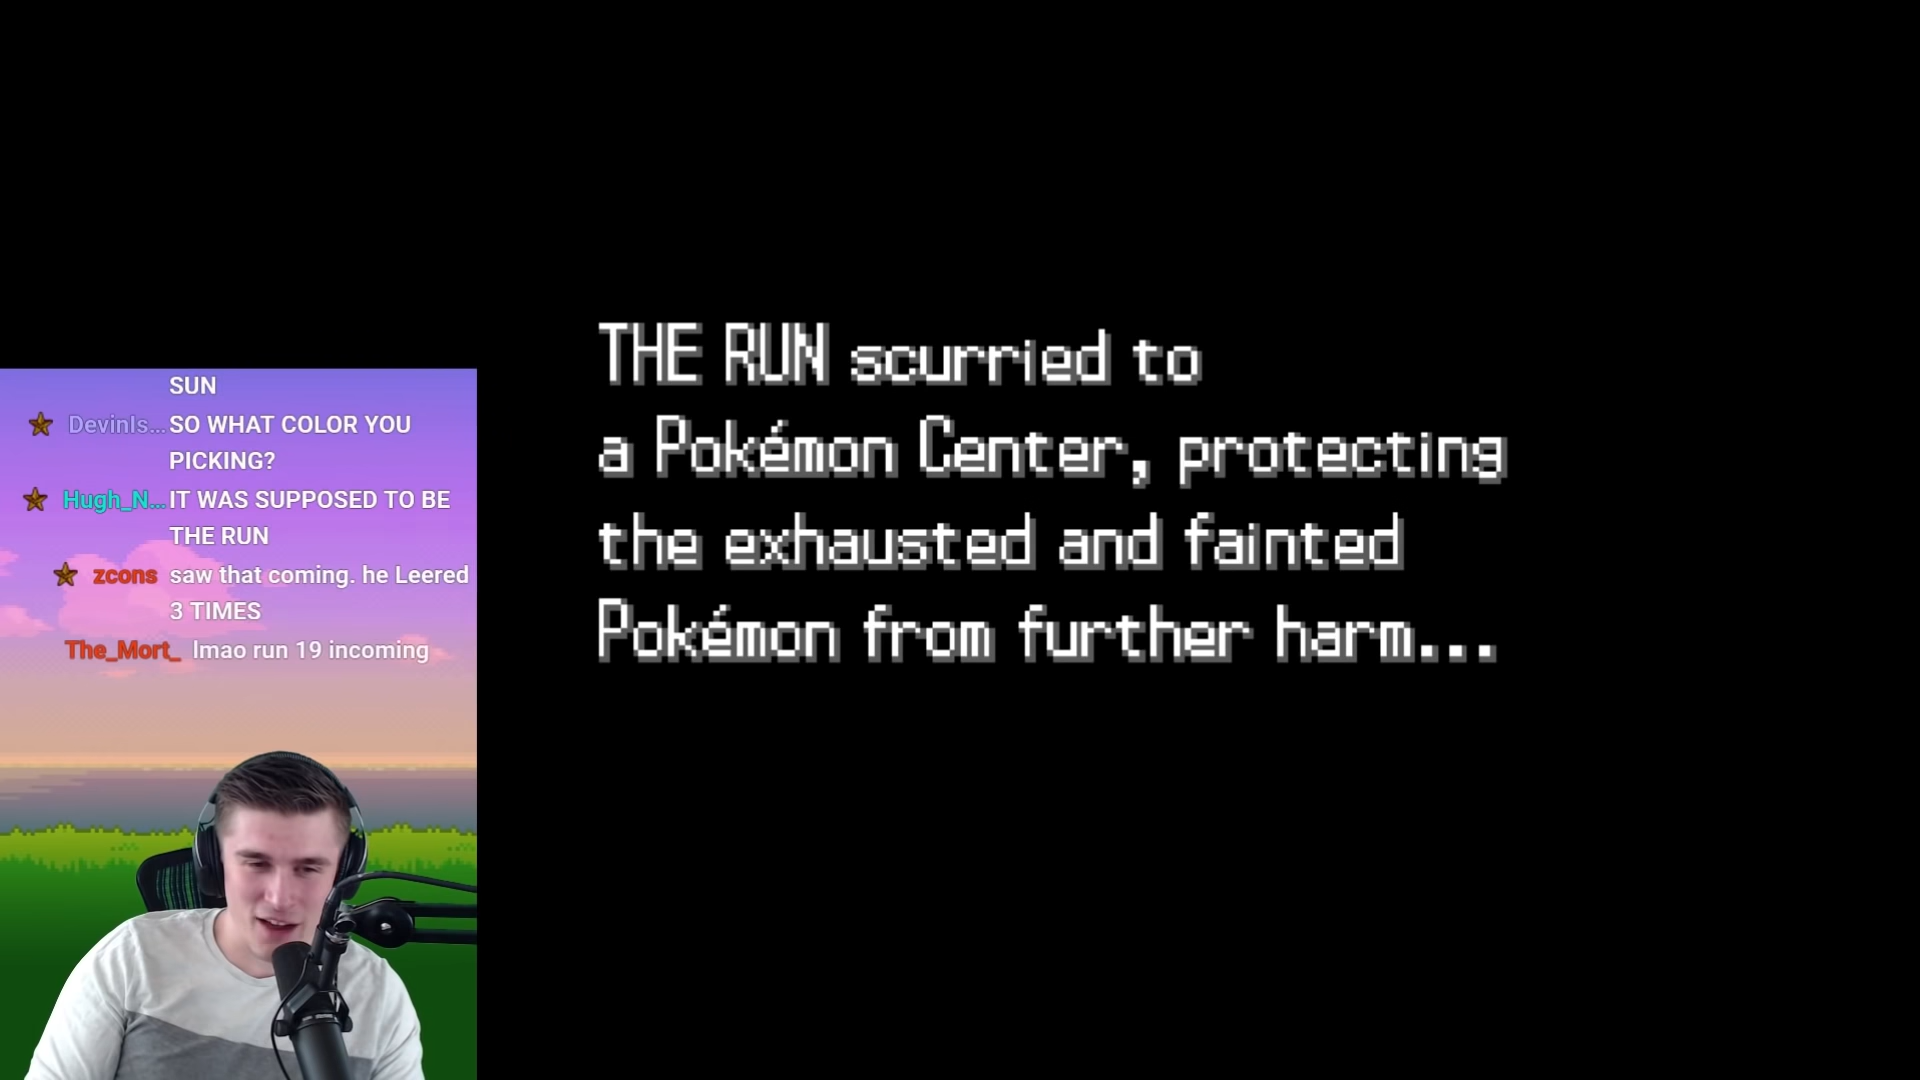 SUN
DevinIs... SO WHAT COLOR YOU
PICKING?
Hugh_N... IT WAS SUPPOSED TO BE
THE RUN
zcons saw that coming. he Leered
3 TIMES
The_Mort_ lmao run 19 incoming
THE RUN scurried to
a Pokémon Center, protecting
the exhausted and fainted
Pokémon from further harm...